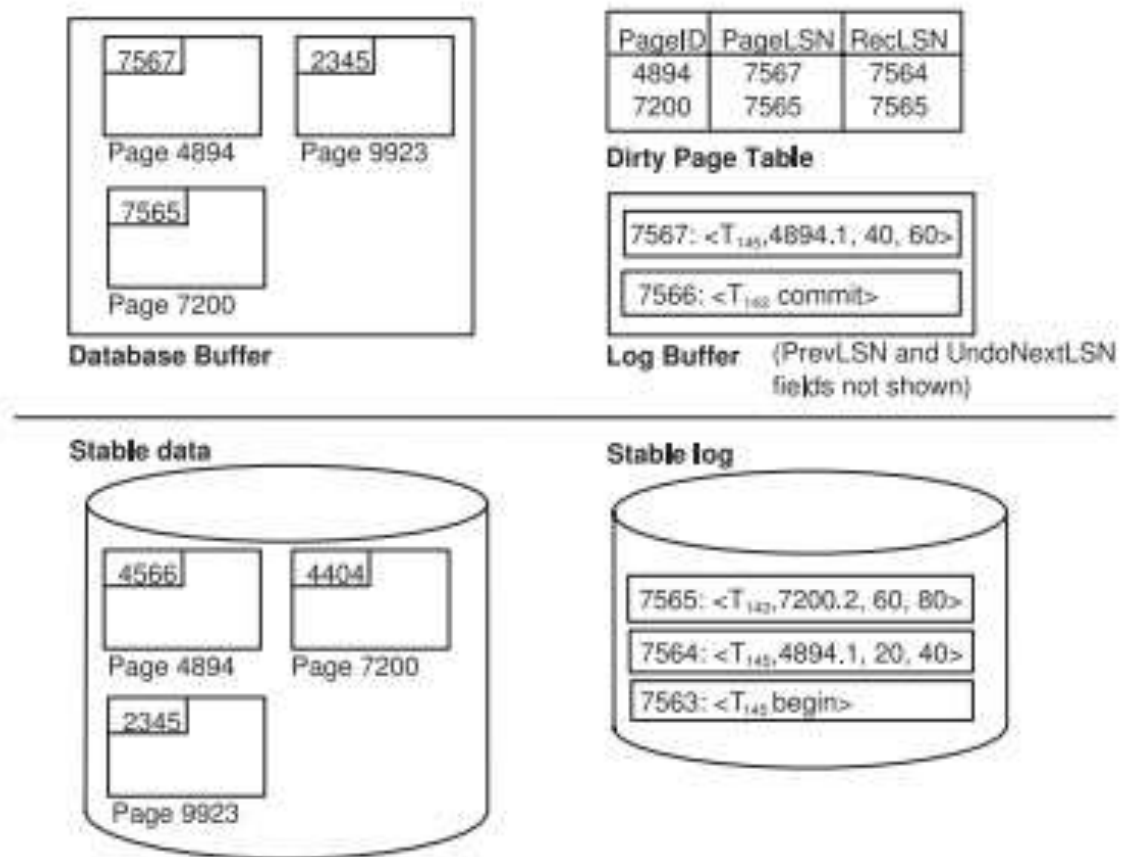 7567
2345
Page 4894
Page 9923
7565
Page 7200
Database Buffer
PageID PageLSN RecLSN
4894 7567 7564
7200 7565 7565
Dirty Page Table
7567: <T145,4894.1, 40, 60>
7566: <T143 commit>
Log Buffer (PrevLSN and UndoNextLSN
fields not shown)
Stable data
4566
4404
Page 4894
Page 7200
2345
Page 9923
Stable log
7565: <T143,7200.2, 60, 80>
7564: <T145,4894.1, 20, 40>
7563: <T145 begin>